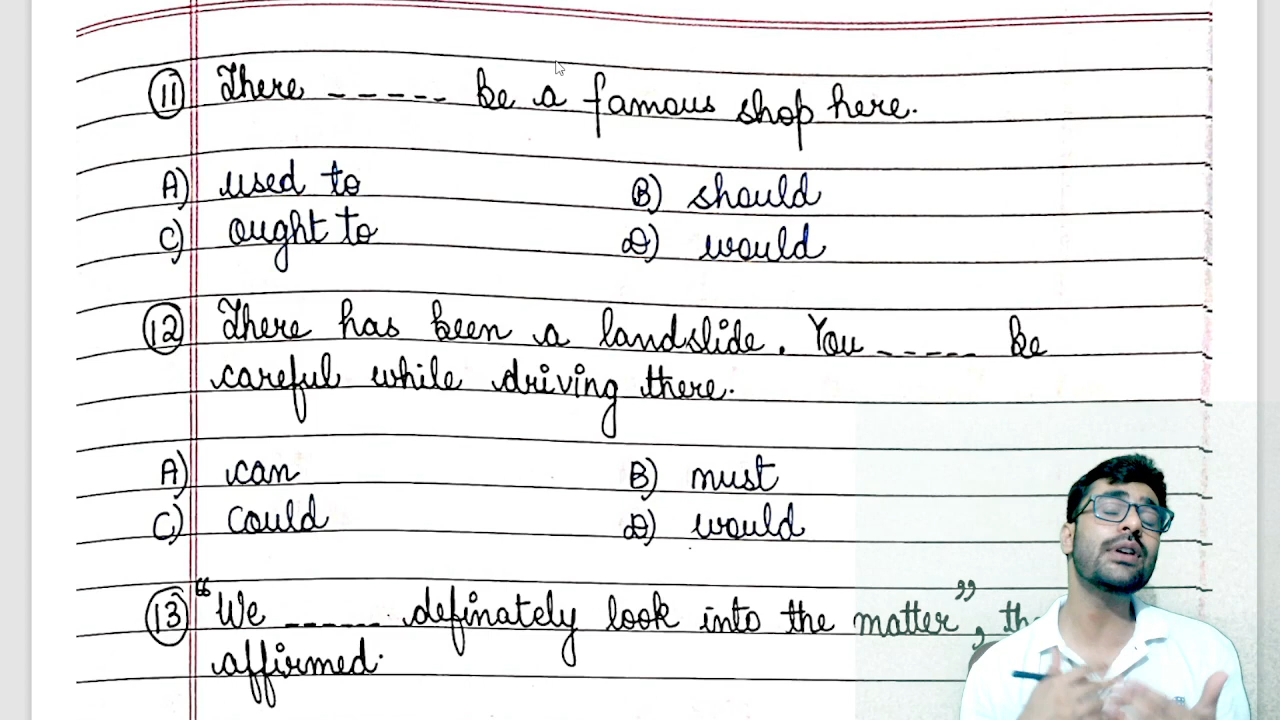 11 There ----- be a famous shop here.
A) used to B) should
C) ought to D) would
12 There has been a landslide. You ----- be
careful while driving there.
A) can B) must
C) could D) would
13 "We ------ definately look into the matter",
affirmed.